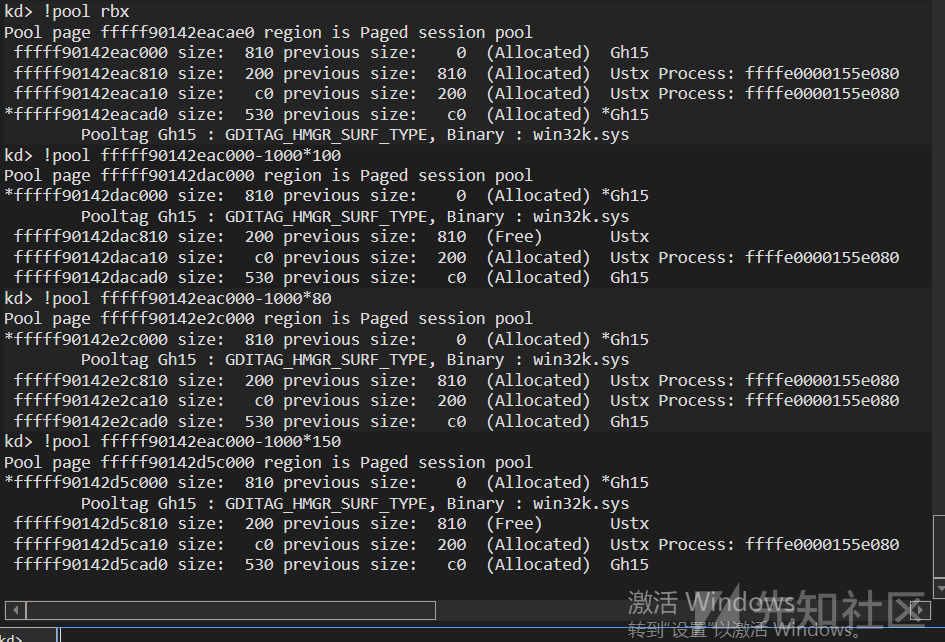 kd> !pool rbx
Pool page fffff90142eacae0 region is Paged session pool
 fffff90142eac000 size:  810 previous size:    0  (Allocated)  Gh15
 fffff90142eac810 size:  200 previous size:  810  (Allocated)  Ustx Process: ffffe0000155e080
 fffff90142eaca10 size:   c0 previous size:  200  (Allocated)  Ustx Process: ffffe0000155e080
*fffff90142eacad0 size:  530 previous size:   c0  (Allocated) *Gh15
        Pooltag Gh15 : GDITAG_HMGR_SURF_TYPE, Binary : win32k.sys
kd> !pool fffff90142eac000-1000*100
Pool page fffff90142dac000 region is Paged session pool
*fffff90142dac000 size:  810 previous size:    0  (Allocated) *Gh15
        Pooltag Gh15 : GDITAG_HMGR_SURF_TYPE, Binary : win32k.sys
 fffff90142dac810 size:  200 previous size:  810  (Free)       Ustx
 fffff90142daca10 size:   c0 previous size:  200  (Allocated)  Ustx Process: ffffe0000155e080
 fffff90142dacad0 size:  530 previous size:   c0  (Allocated)  Gh15
kd> !pool fffff90142eac000-1000*80
Pool page fffff90142e2c000 region is Paged session pool
*fffff90142e2c000 size:  810 previous size:    0  (Allocated) *Gh15
        Pooltag Gh15 : GDITAG_HMGR_SURF_TYPE, Binary : win32k.sys
 fffff90142e2c810 size:  200 previous size:  810  (Allocated)  Ustx Process: ffffe0000155e080
 fffff90142e2ca10 size:   c0 previous size:  200  (Allocated)  Ustx Process: ffffe0000155e080
 fffff90142e2cad0 size:  530 previous size:   c0  (Allocated)  Gh15
kd> !pool fffff90142eac000-1000*150
Pool page fffff90142d5c000 region is Paged session pool
*fffff90142d5c000 size:  810 previous size:    0  (Allocated) *Gh15
        Pooltag Gh15 : GDITAG_HMGR_SURF_TYPE, Binary : win32k.sys
 fffff90142d5c810 size:  200 previous size:  810  (Free)       Ustx
 fffff90142d5ca10 size:   c0 previous size:  200  (Allocated)  Ustx Process: ffffe0000155e080
 fffff90142d5cad0 size:  530 previous size:   c0  (Allocated)  Gh15
激活 Windows
先知社区
转到"设置"以激活 Windows。
kd>